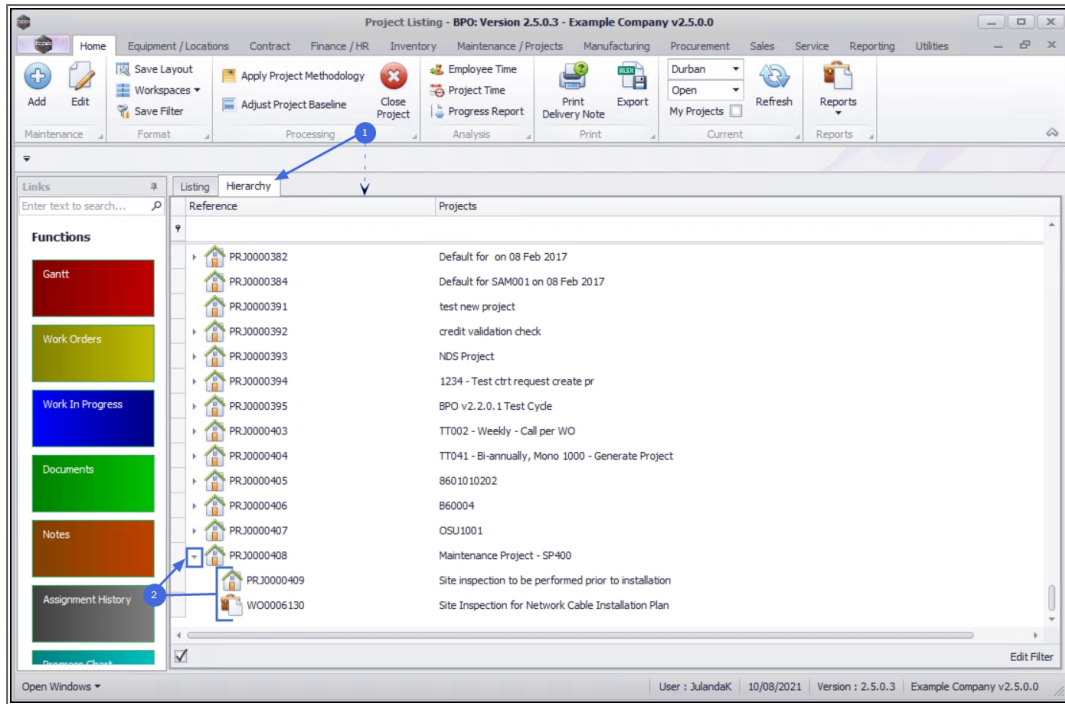 Project Listing - BPO: Version 2.5.0.3 - Example Company v2.5.0.0
Home Equipment / Locations Contract Finance / HR Inventory Maintenance / Projects Manufacturing Procurement Sales Service Reporting Utilities
Add
Edit
Save Layout
Workspaces
Save Filter
Apply Project Methodology
Adjust Project Baseline
Close Project
Employee Time
Project Time
Progress Report
Print Delivery Note
Export
Durban
Open
My Projects
Refresh
Reports
Maintenance Format Processing Analysis Print Current Reports
1
Links
Listing Hierarchy
Enter text to search...
Reference Projects
Functions
Gantt
Work Orders
Work In Progress
Documents
Notes
Assignment History
PRJ0000382 Default for on 08 Feb 2017
PRJ0000384 Default for SAM001 on 08 Feb 2017
PRJ0000391 test new project
PRJ0000392 credit validation check
PRJ0000393 NDS Project
PRJ0000394 1234 - Test ctrt request create pr
PRJ0000395 BPO v2.2.0.1 Test Cycle
PRJ0000403 TT002 - Weekly - Call per WO
PRJ0000404 TT041 - Bi-annually, Mono 1000 - Generate Project
PRJ0000405 8601010202
PRJ0000406 B60004
PRJ0000407 OSU1001
PRJ0000408 Maintenance Project - SP400
PRJ0000409 Site inspection to be performed prior to installation
2
WO0006130 Site Inspection for Network Cable Installation Plan
Progress Chart
Edit Filter
Open Windows
User : JulandaK 10/08/2021 Version : 2.5.0.3 Example Company v2.5.0.0